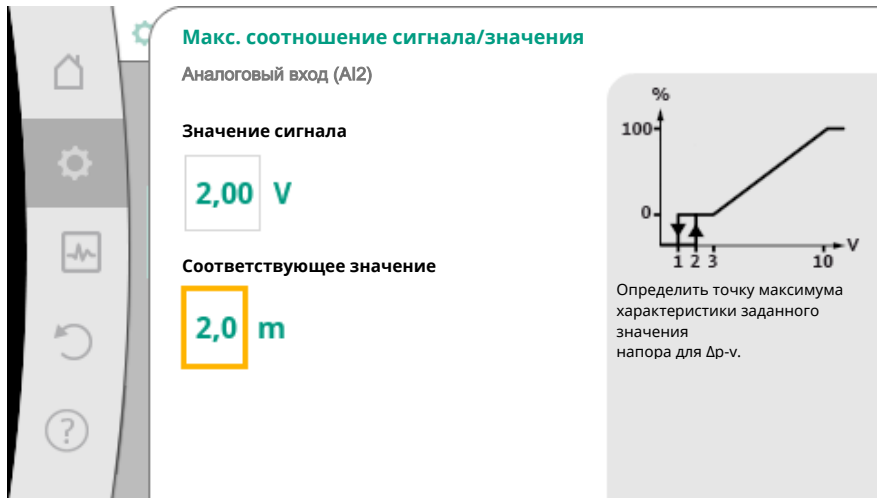 Макс. соотношение сигнала/значения
Аналоговый вход (AI2)
Значение сигнала
2,00 V
Соответствующее значение
2,0 m
%
100
0
1 2 3 10 V
Определить точку максимума
характеристики заданного
значения
напора для Δp-v.
?